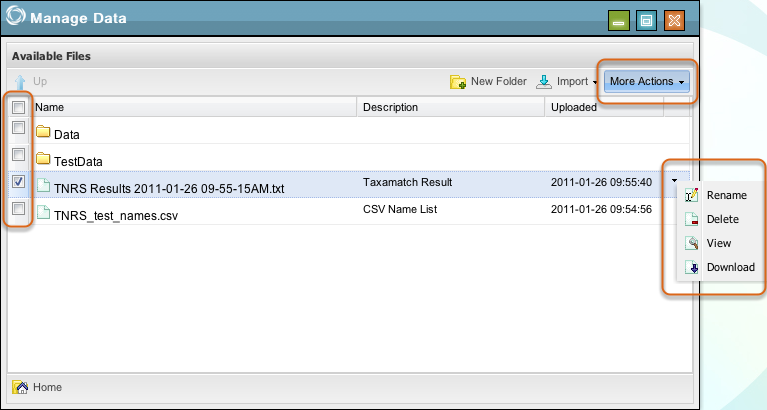 Manage Data
Available Files
Up New Folder Import More Actions
Name Description Uploaded
Data
TestData
TNRS Results 2011-01-26 09-55-15AM.txt Taxamatch Result 2011-01-26 09:55:40
TNRS_test_names.csv CSV Name List 2011-01-26 09:54:56
Rename
Delete
View
Download
Home